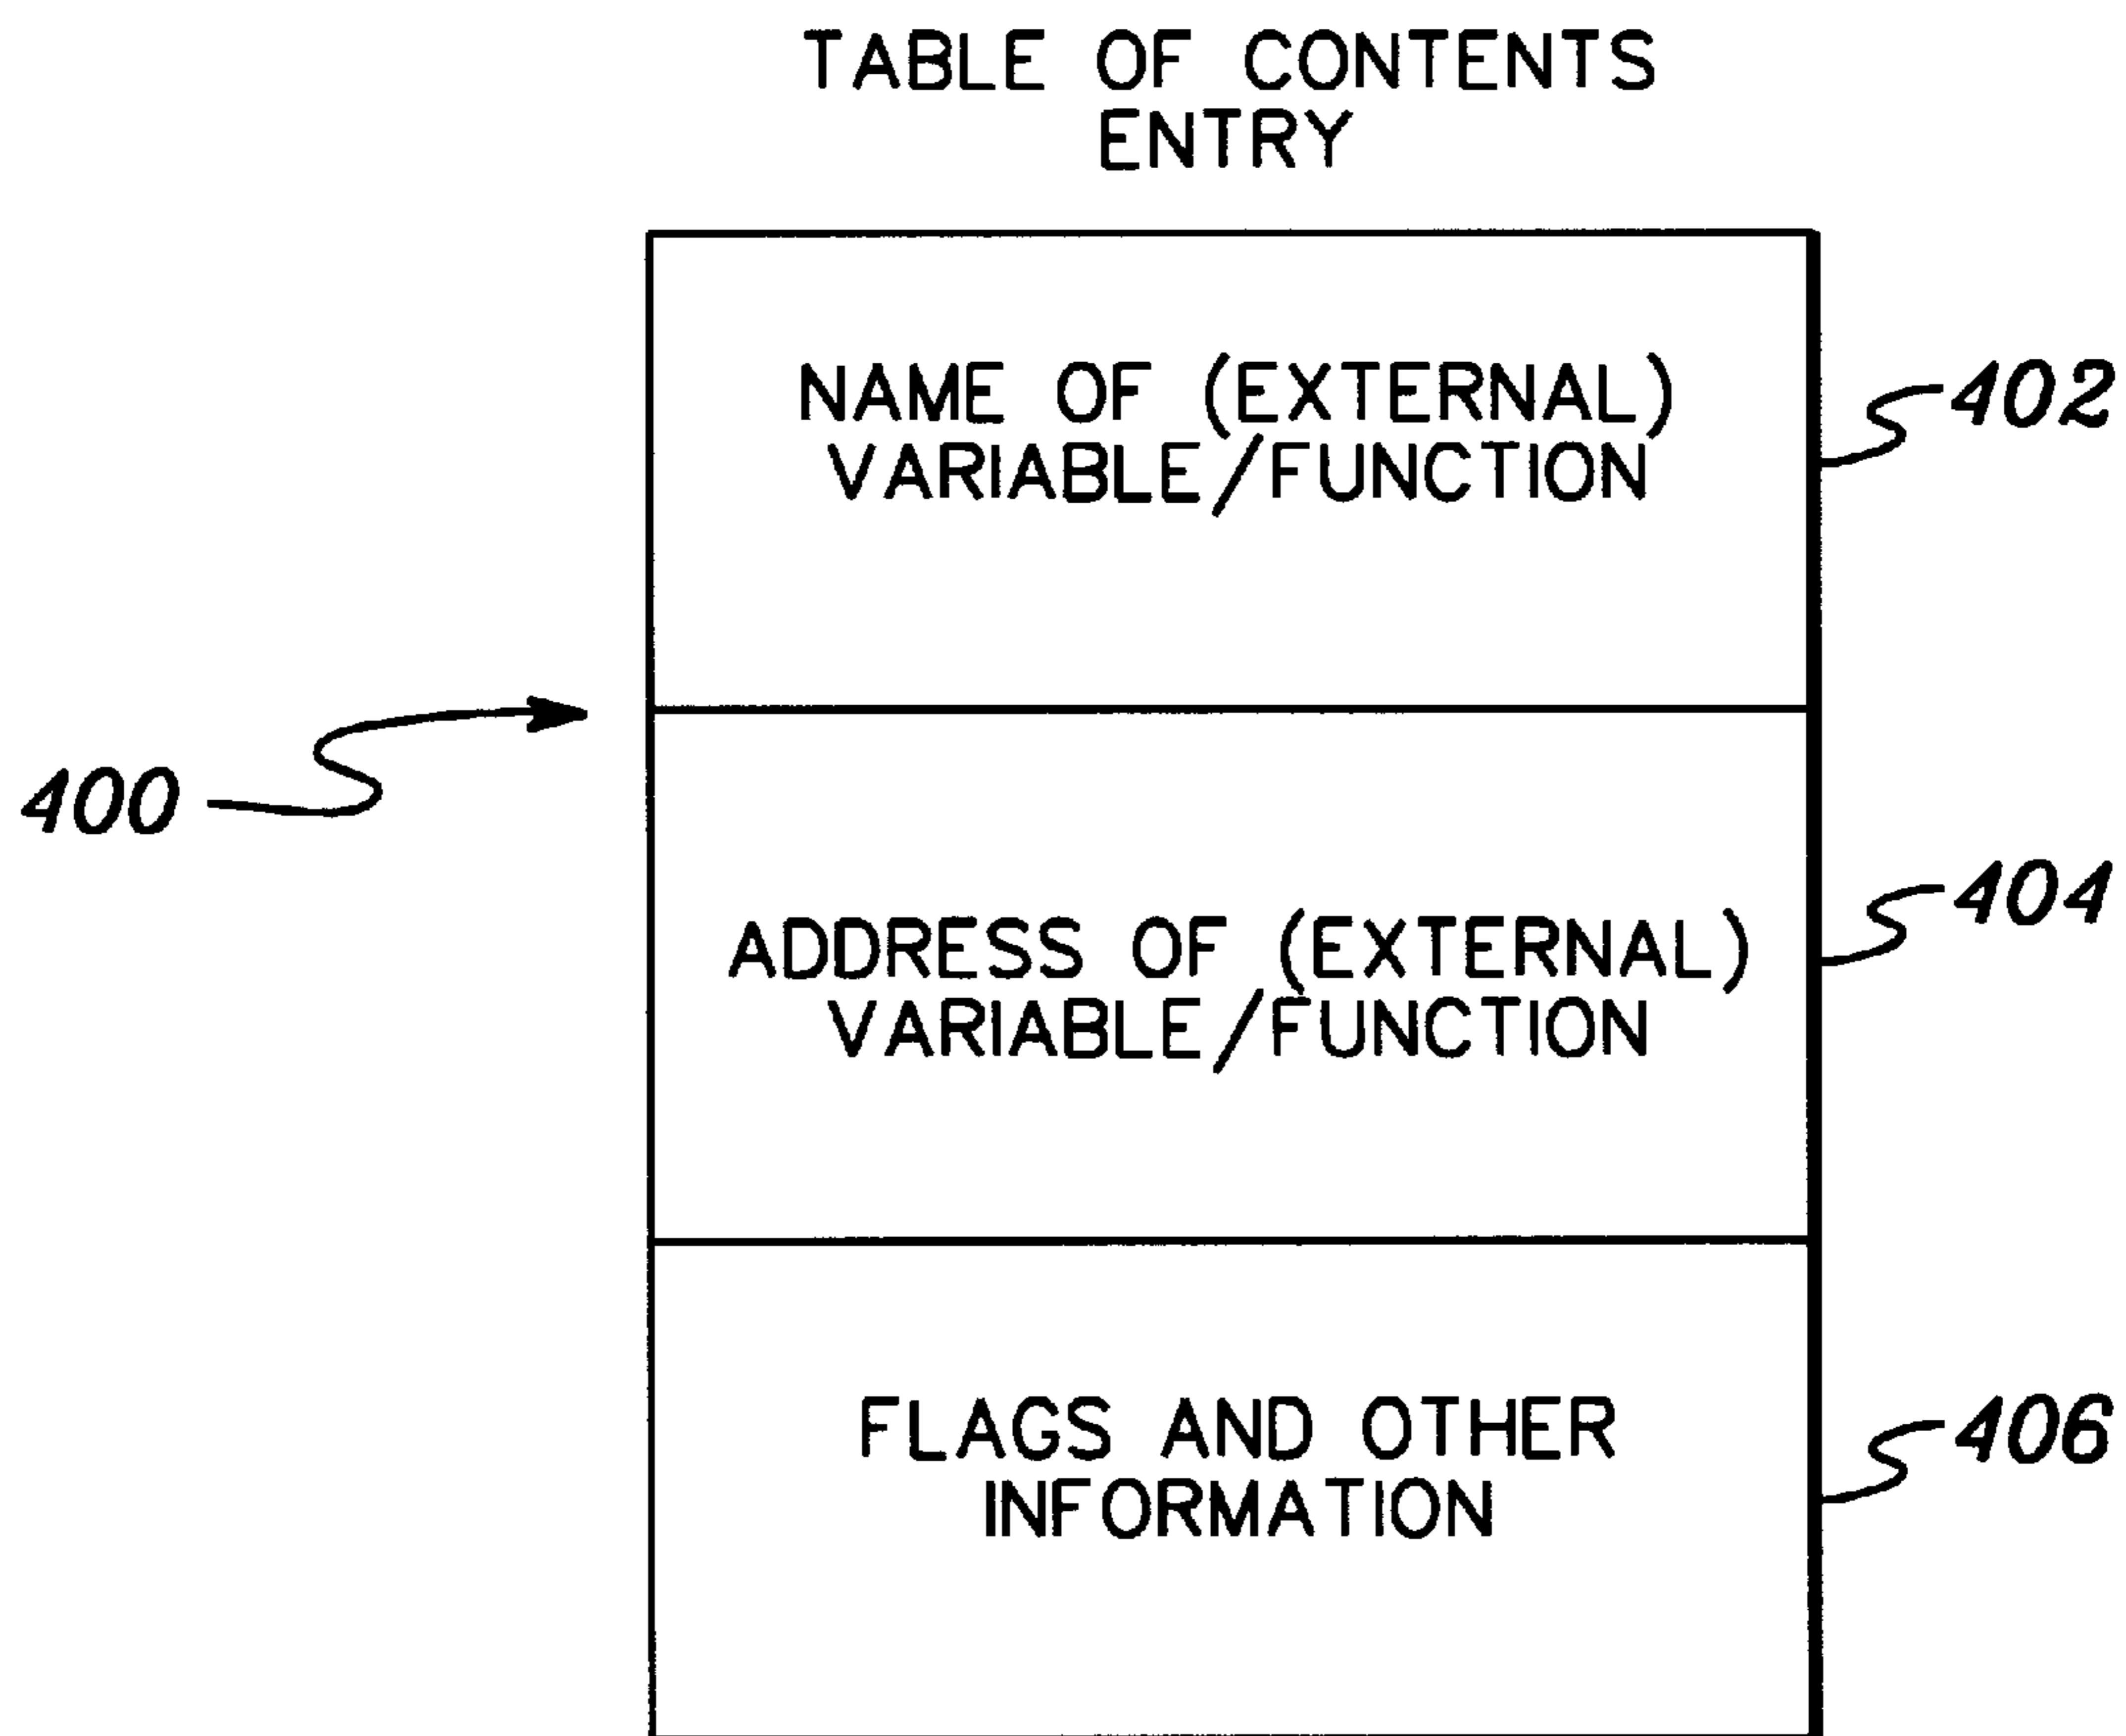 TABLE OF CONTENTS
ENTRY
NAME OF (EXTERNAL)
VARIABLE/FUNCTION
402
400
ADDRESS OF (EXTERNAL)
VARIABLE/FUNCTION
404
FLAGS AND OTHER
INFORMATION
406